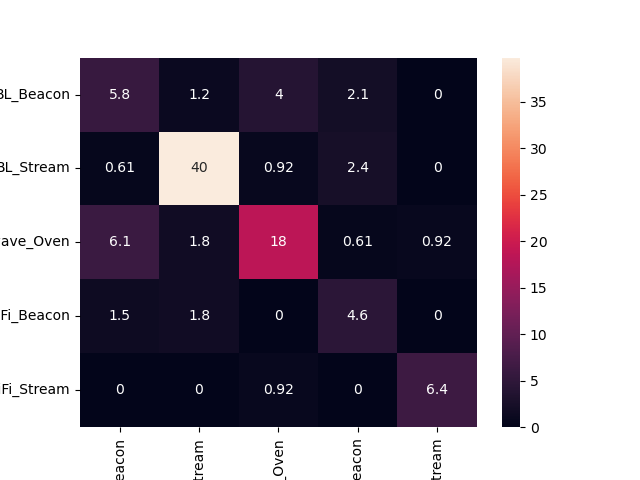 BL_Beacon 5.8 1.2 4 2.1 0
BL_Stream 0.61 40 0.92 2.4 0
ave_Oven 6.1 1.8 18 0.61 0.92
Fi_Beacon 1.5 1.8 0 4.6 0
Fi_Stream 0 0 0.92 0 6.4
eacon
tream
_Oven
eacon
tream
35
30
25
20
15
10
5
0